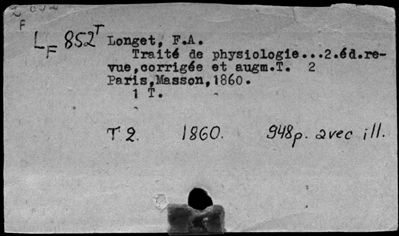 F
LF 852T Longet, F.A.
Traité de physiologie...2.éd.re-
vue,corrigée et augm.T. 2
Paris,Masson,1860.
1 T.
T 2. 1860. 948p. avec ill.